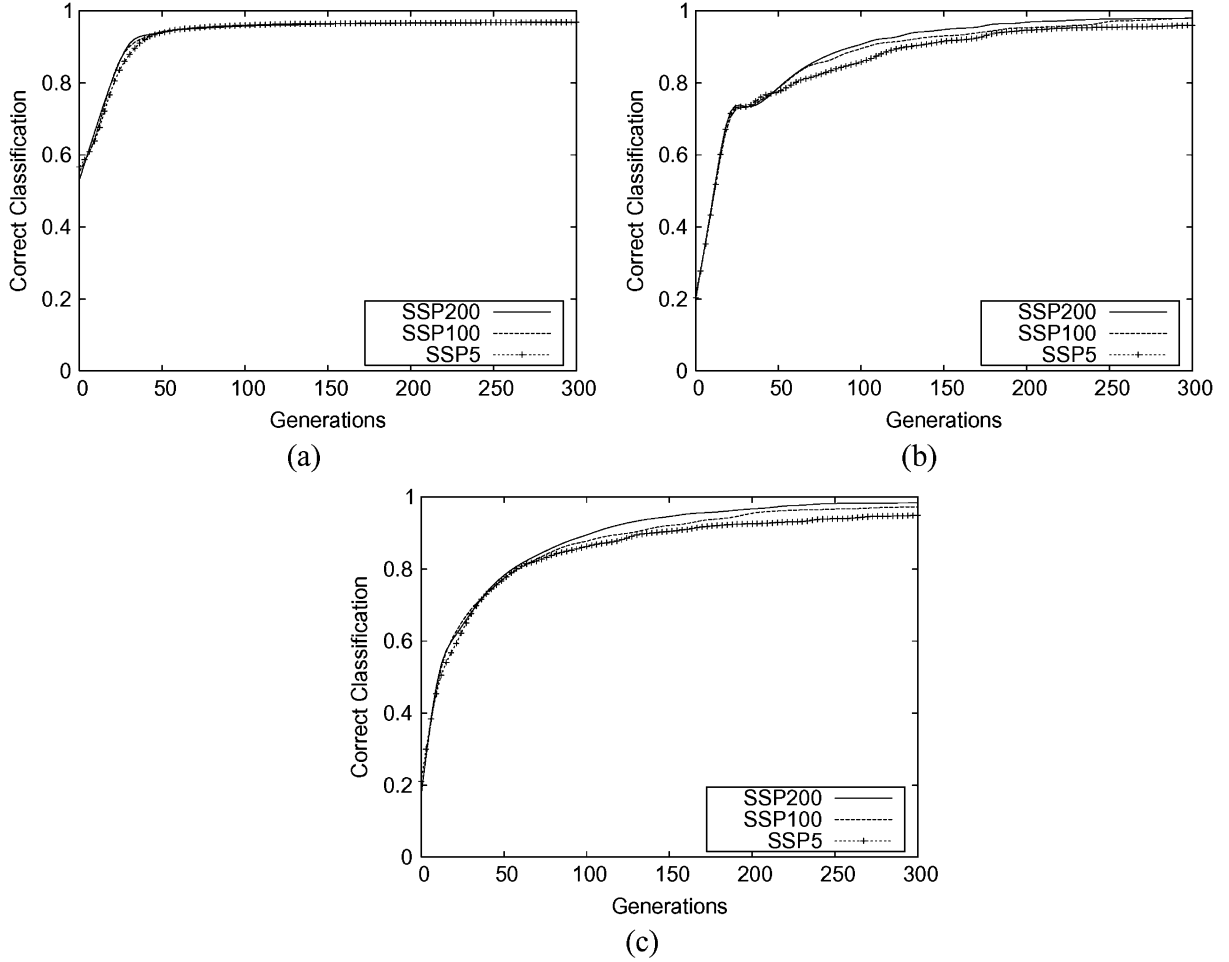 1
0.8
0.6
0.4
0.2
0
Correct Classification
SSP200
SSP100
SSP5
0 50 100 150 200 250 300
Generations
(a)
1
0.8
0.6
0.4
0.2
0
Correct Classification
SSP200
SSP100
SSP5
0 50 100 150 200 250 300
Generations
(b)
1
0.8
0.6
0.4
0.2
0
Correct Classification
SSP200
SSP100
SSP5
0 50 100 150 200 250 300
Generations
(c)